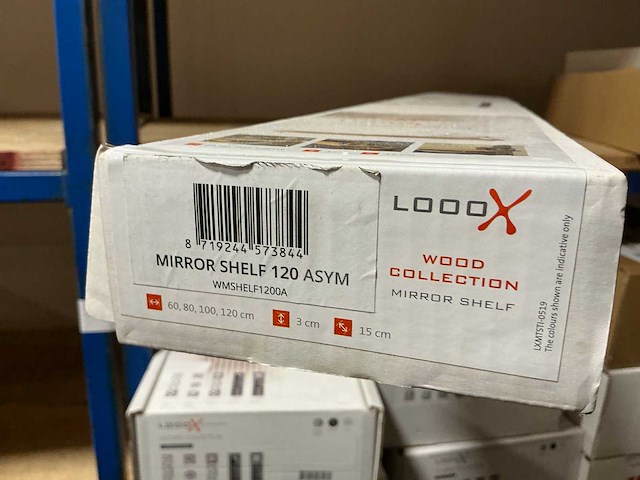 8 719244 573844
MIRROR SHELF 120 ASYM
WMSHELF1200A
60, 80, 100, 120 cm
3 cm
15 cm
LOOOX
WOOD
COLLECTION
MIRROR SHELF
LXMTSTI-0519
The colours shown are indicative only
LOOOX